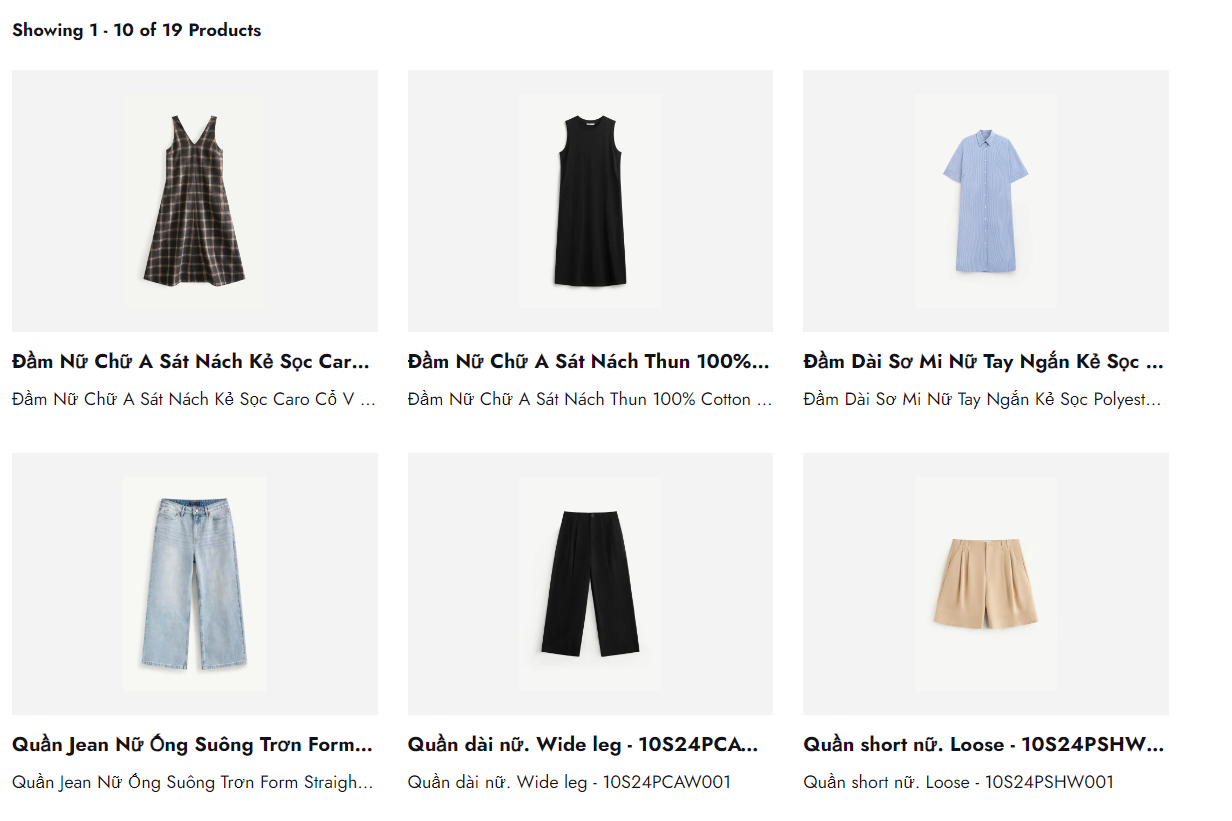 Showing 1 - 10 of 19 Products
Đầm Nữ Chữ A Sát Nách Kẻ Sọc Car...
Đầm Nữ Chữ A Sát Nách Thun 100%...
Đầm Dài Sơ Mi Nữ Tay Ngắn Kẻ Sọc ...
Đầm Nữ Chữ A Sát Nách Kẻ Sọc Caro Cổ V ...
Đầm Nữ Chữ A Sát Nách Thun 100% Cotton ...
Đầm Dài Sơ Mi Nữ Tay Ngắn Kẻ Sọc Polyest...
Quần Jean Nữ Ống Suông Trơn Form...
Quần dài nữ. Wide leg - 10S24PCA...
Quần short nữ. Loose - 10S24PSHW...
Quần Jean Nữ Ống Suông Trơn Form Straigh...
Quần dài nữ. Wide leg - 10S24PCAW001
Quần short nữ. Loose - 10S24PSHW001